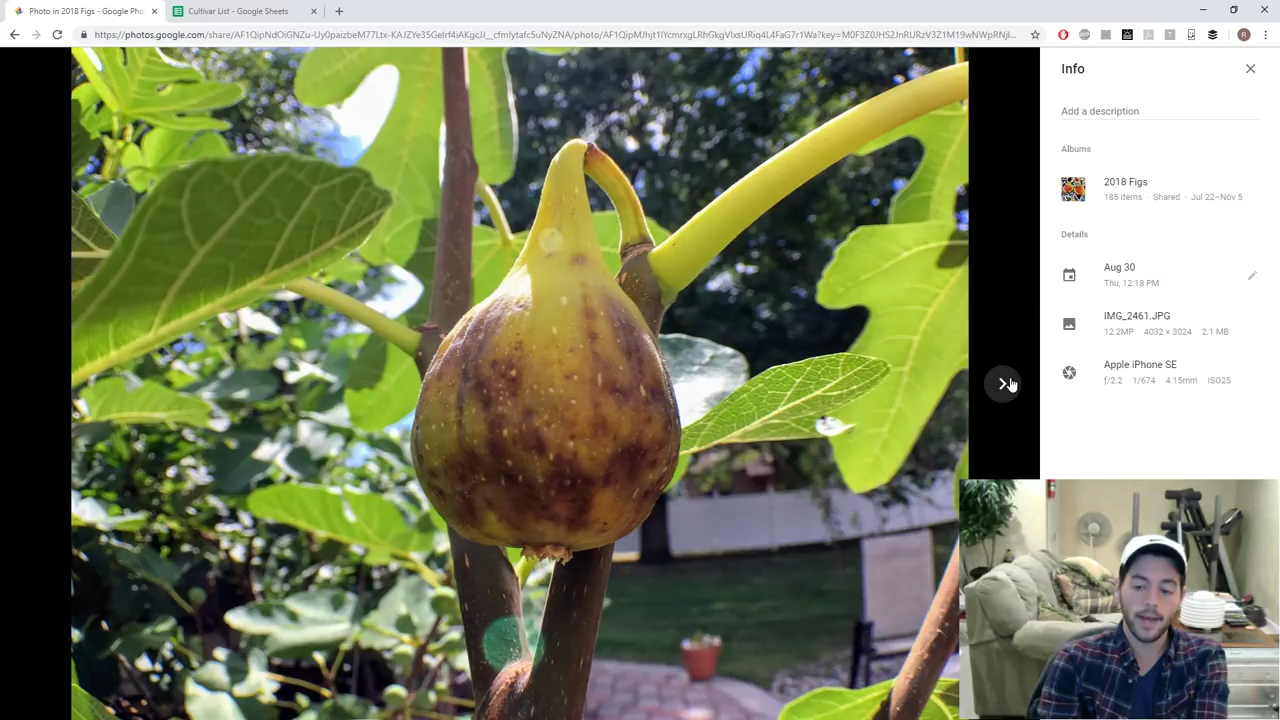 Photo in 2018 Figs - Google Pho
Cultivar List - Google Sheets
Info
Add a description
Albums
2018 Figs
185 items · Shared · Jul 22–Nov 5
Details
Aug 30
Thu, 12:18 PM
IMG_2461.JPG
12.2MP 4032 × 3024 2.1 MB
Apple iPhone SE
ƒ/2.2 1/674 4.15mm ISO25
R